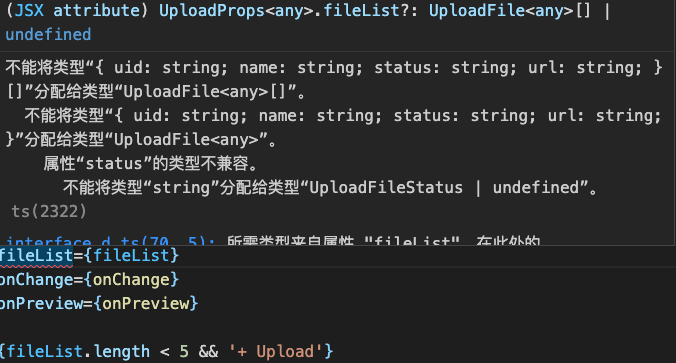 (JSX attribute) UploadProps<any>.fileList?: UploadFile<any>[] |
undefined
不能将类型“{ uid: string; name: string; status: string; url: string; }
[]”分配给类型“UploadFile<any>[]”。
不能将类型“{ uid: string; name: string; status: string; url: string;
}”分配给类型“UploadFile<any>”。
属性“status”的类型不兼容。
不能将类型“string”分配给类型“UploadFileStatus | undefined”。
ts(2322)
interface.d.ts(70, 5): 所需类型来自属性 "fileList"，在此处的
fileList={fileList}
onChange={onChange}
onPreview={onPreview}
{fileList.length < 5 && '+ Upload'}